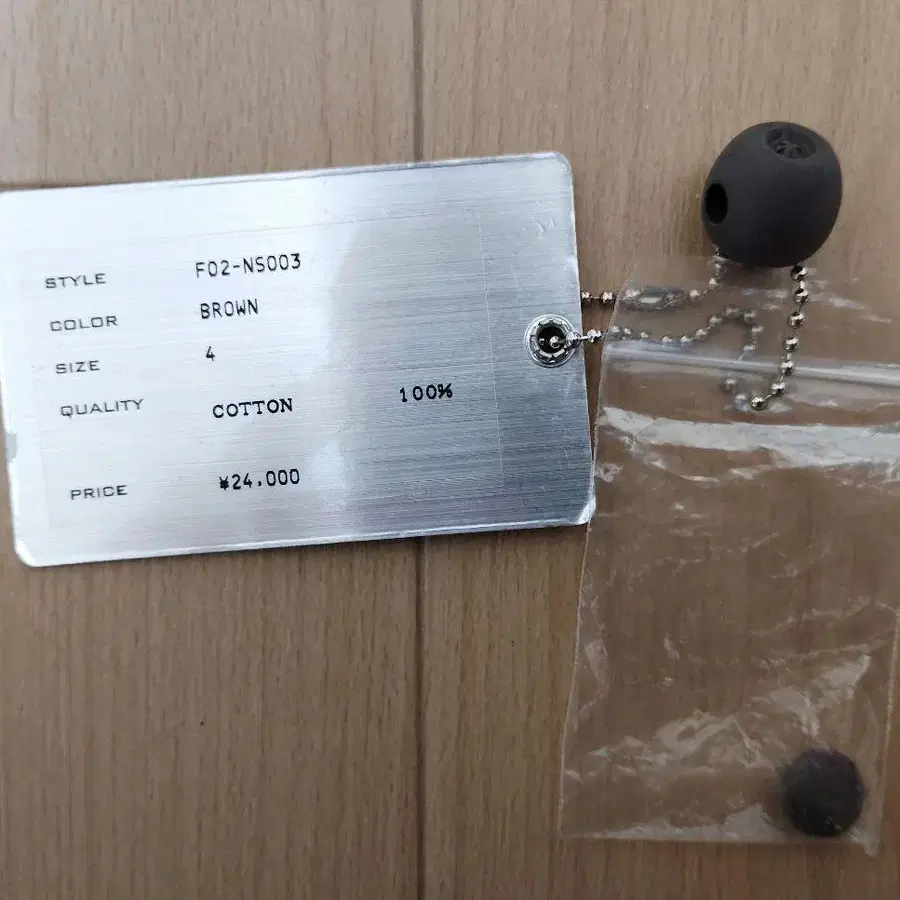 STYLE F02-NS003
COLOR BROWN
SIZE 4
QUALITY COTTON 100%
PRICE ¥24.000